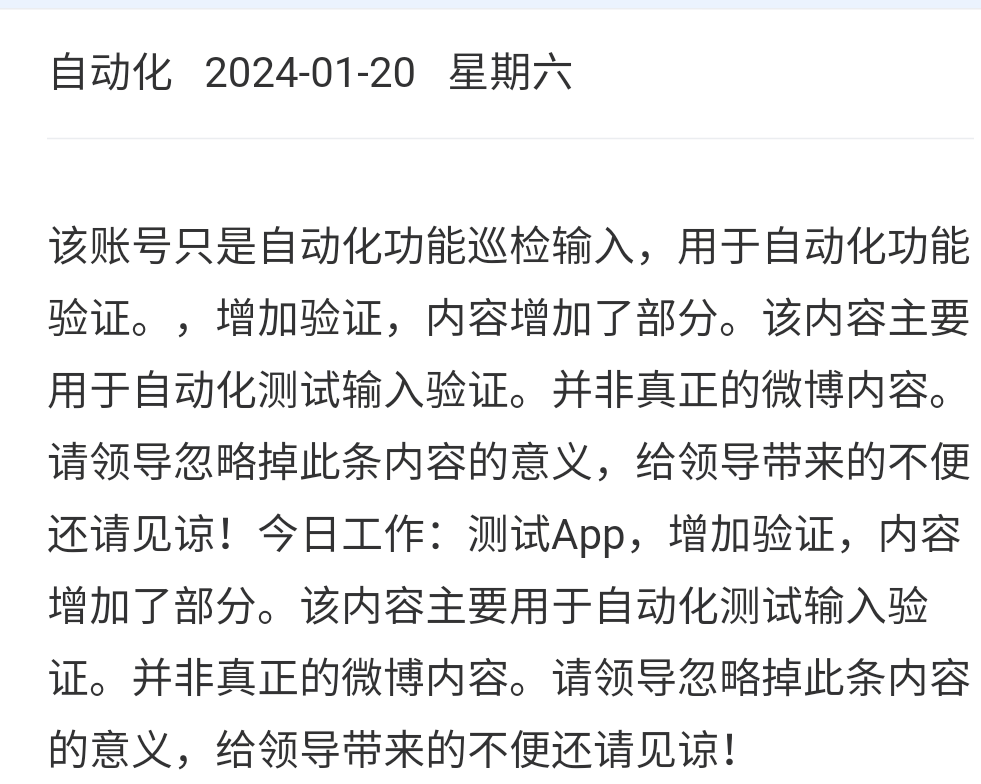 自动化 2024-01-20 星期六
该账号只是自动化功能巡检输入，用于自动化功能
验证。，增加验证，内容增加了部分。该内容主要
用于自动化测试输入验证。并非真正的微博内容。
请领导忽略掉此条内容的意义，给领导带来的不便
还请见谅！今日工作：测试App，增加验证，内容
增加了部分。该内容主要用于自动化测试输入验
证。并非真正的微博内容。请领导忽略掉此条内容
的意义，给领导带来的不便还请见谅！